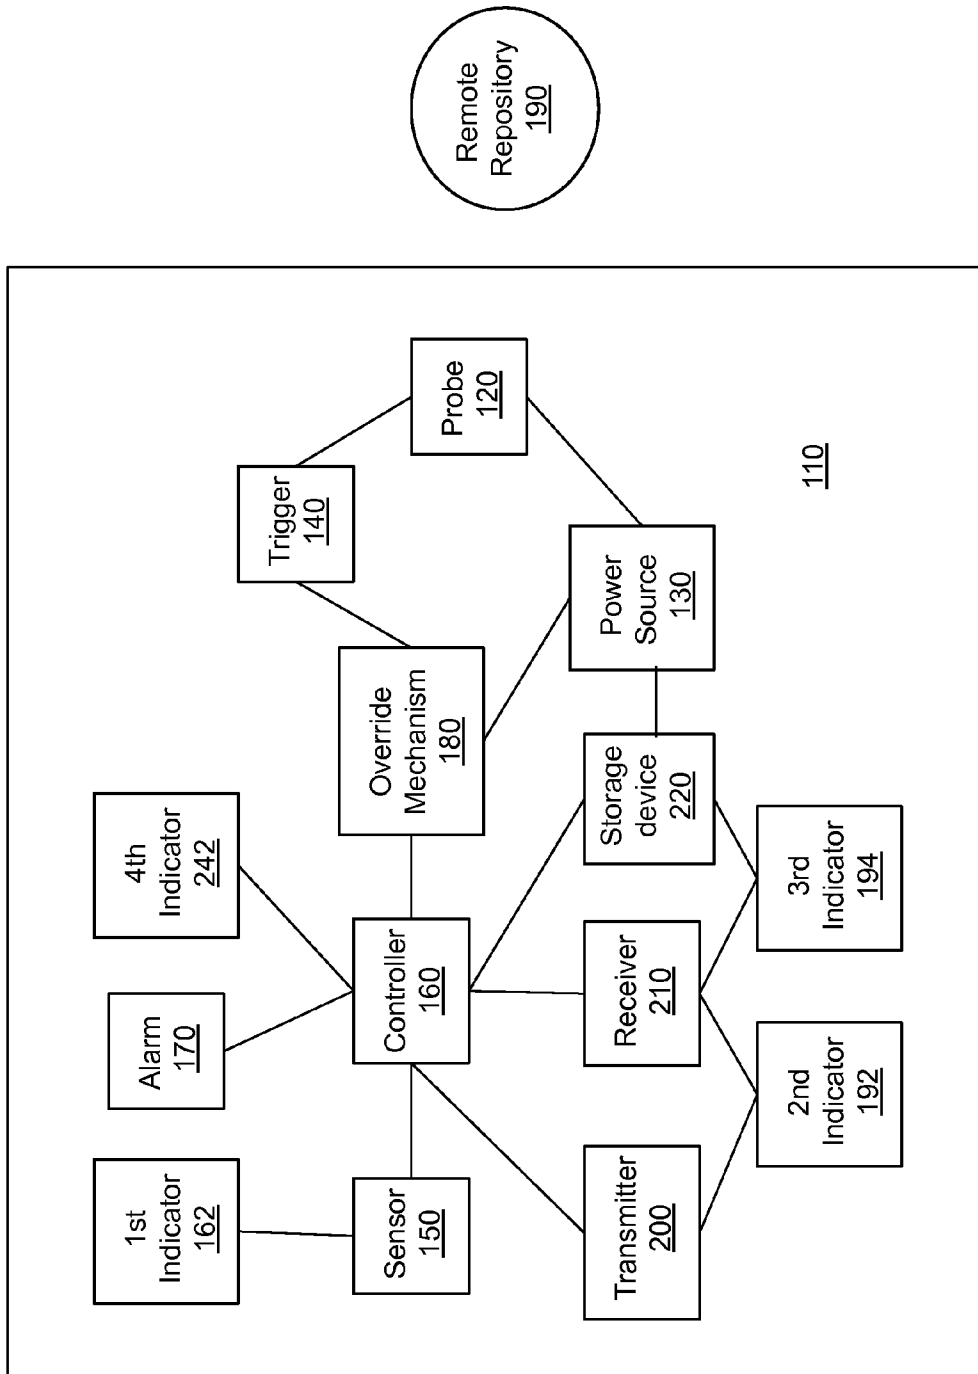 1st
Indicator
162
Alarm
170
4th
Indicator
242
Trigger
140
Sensor
150
Controller
160
Override
Mechanism
180
Probe
120
Remote
Repository
190
Transmitter
200
Receiver
210
Storage
device
220
Power
Source
130
2nd
Indicator
192
3rd
Indicator
194
110